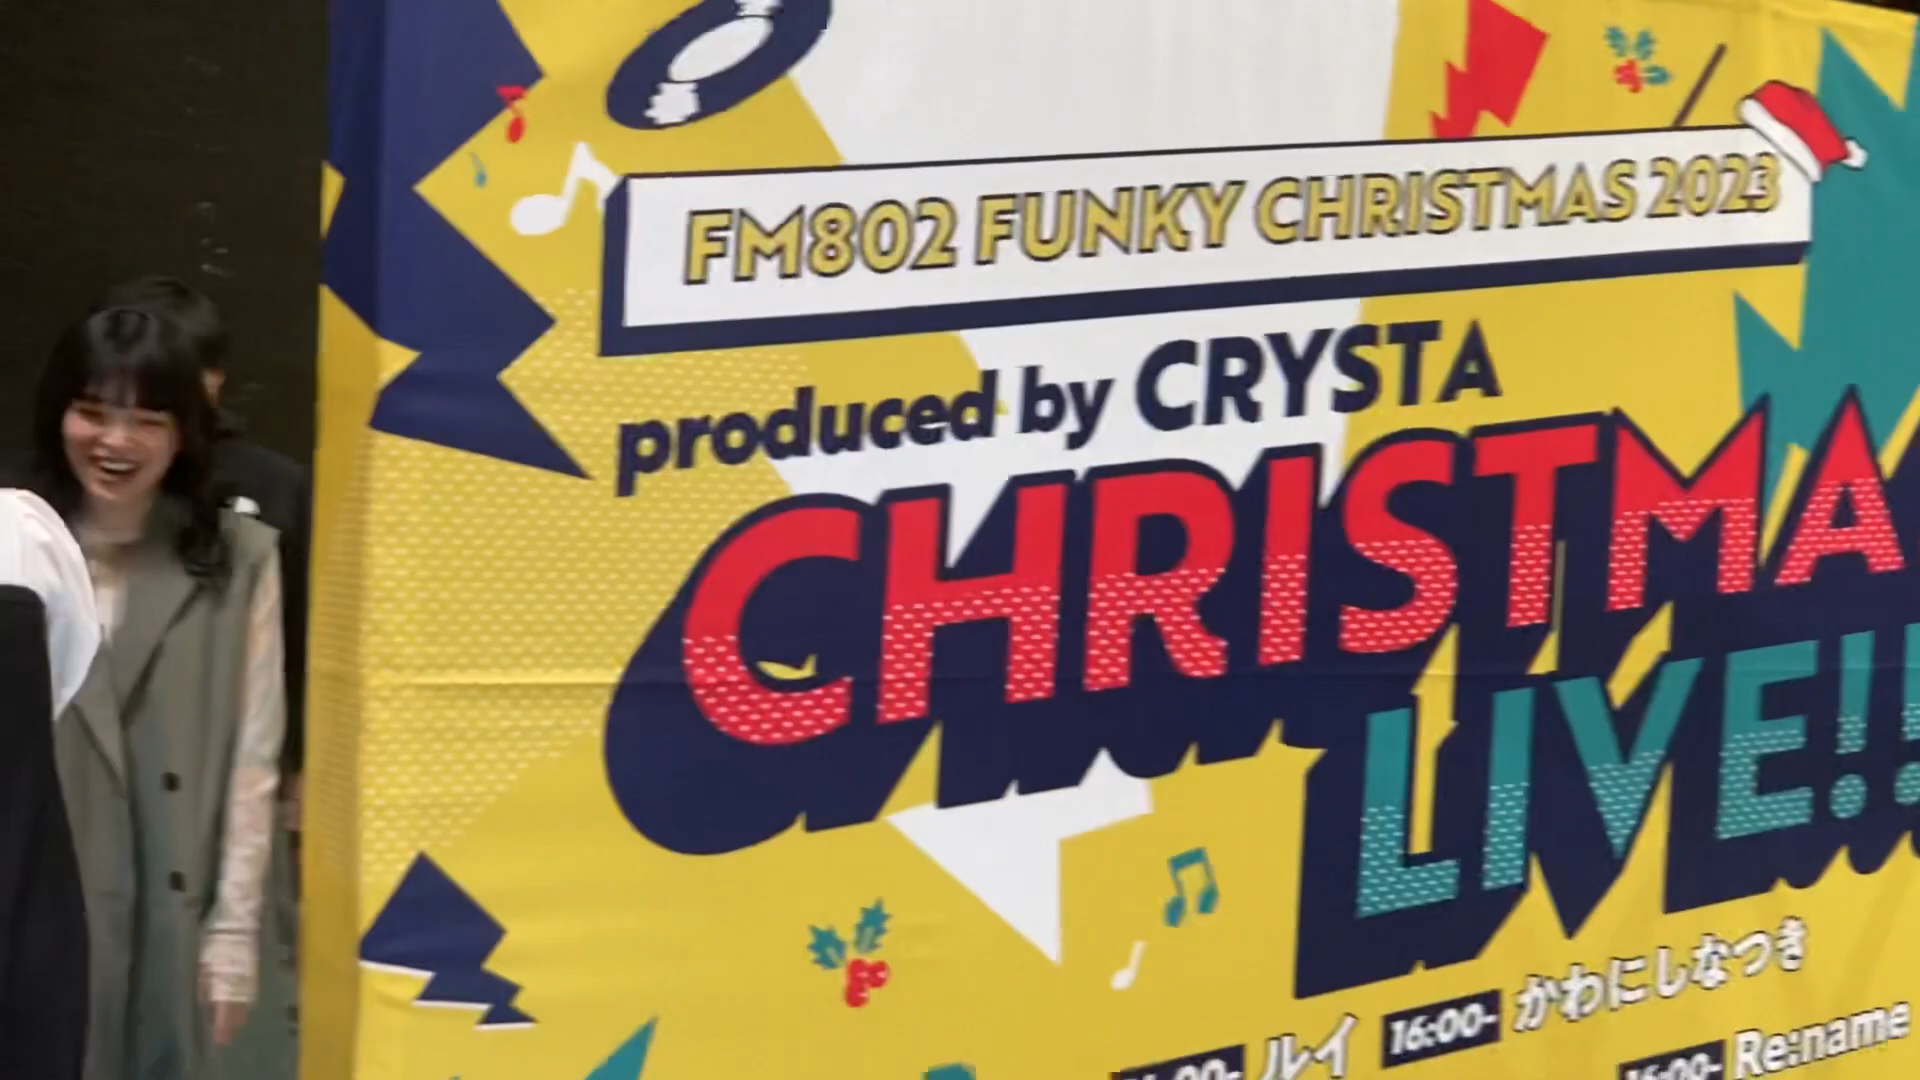 FM802 FUNKY CHRISTMAS 2023
produced by CRYSTA
CHRISTMA
LIVE!!
ルイ 16:00- かわにしなつき
Re:name